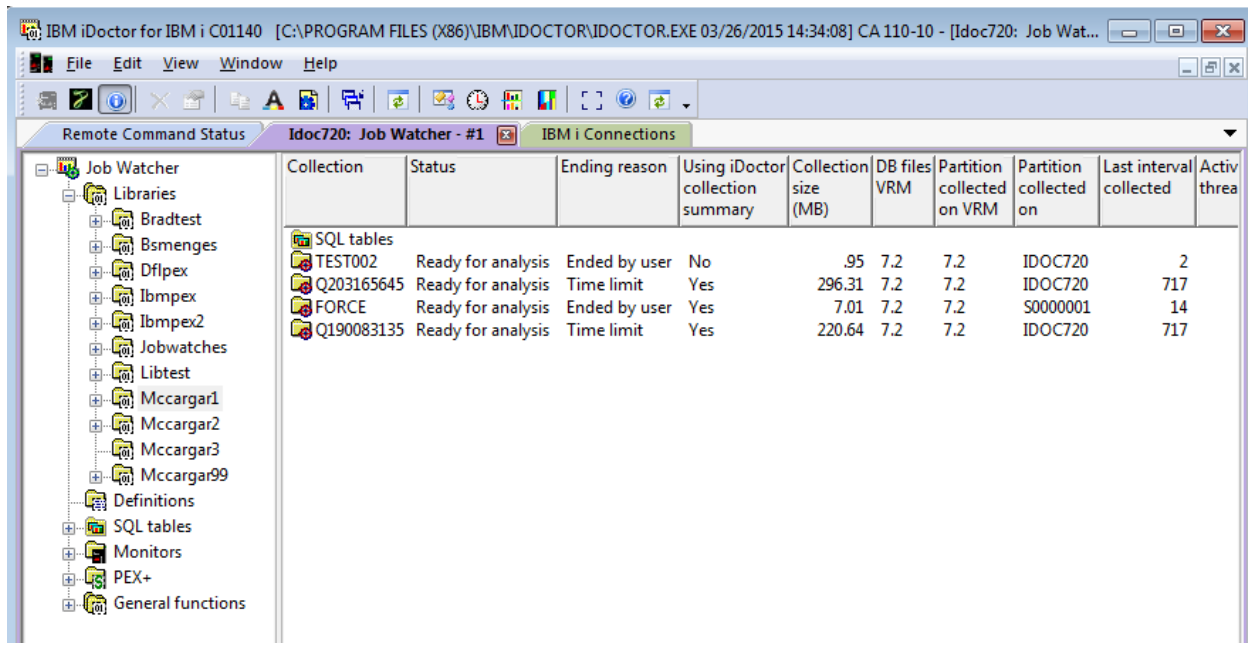 IBM iDoctor for IBM i C01140 [C:\PROGRAM FILES (X86)\IBM\IDOCTOR\IDOCTOR.EXE 03/26/2015 14:34:08] CA 110-10 - [Idoc720: Job Wat...
File Edit View Window Help
Remote Command Status Idoc720: Job Watcher - #1 IBM i Connections
Job Watcher
Libraries
Bradtest
Bsmenges
Dflpex
Ibmpex
Ibmpex2
Jobwatches
Libtest
Mccargar1
Mccargar2
Mccargar3
Mccargar99
Definitions
SQL tables
Monitors
PEX+
General functions
Collection Status Ending reason Using iDoctor Collection DB files Partition Partition Last interval Activ
collection size VRM collected collected collected threa
summary (MB) on VRM on
SQL tables
TEST002 Ready for analysis Ended by user No .95 7.2 7.2 IDOC720 2
Q203165645 Ready for analysis Time limit Yes 296.31 7.2 7.2 IDOC720 717
FORCE Ready for analysis Ended by user Yes 7.01 7.2 7.2 S0000001 14
Q190083135 Ready for analysis Time limit Yes 220.64 7.2 7.2 IDOC720 717